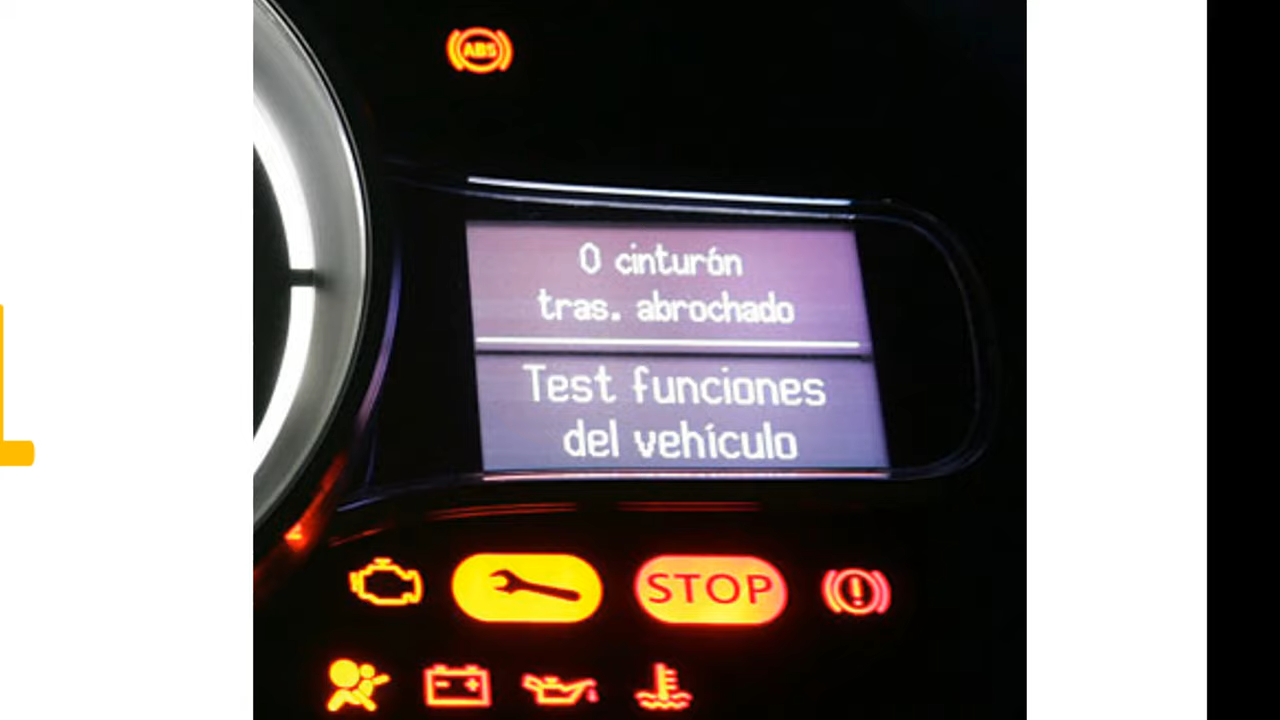 ABS
0 cinturón
tras. abrochado
Test funciones
del vehículo
STOP